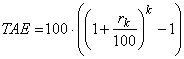 TAE = 100 · ((1 + r_k/100)^k − 1)